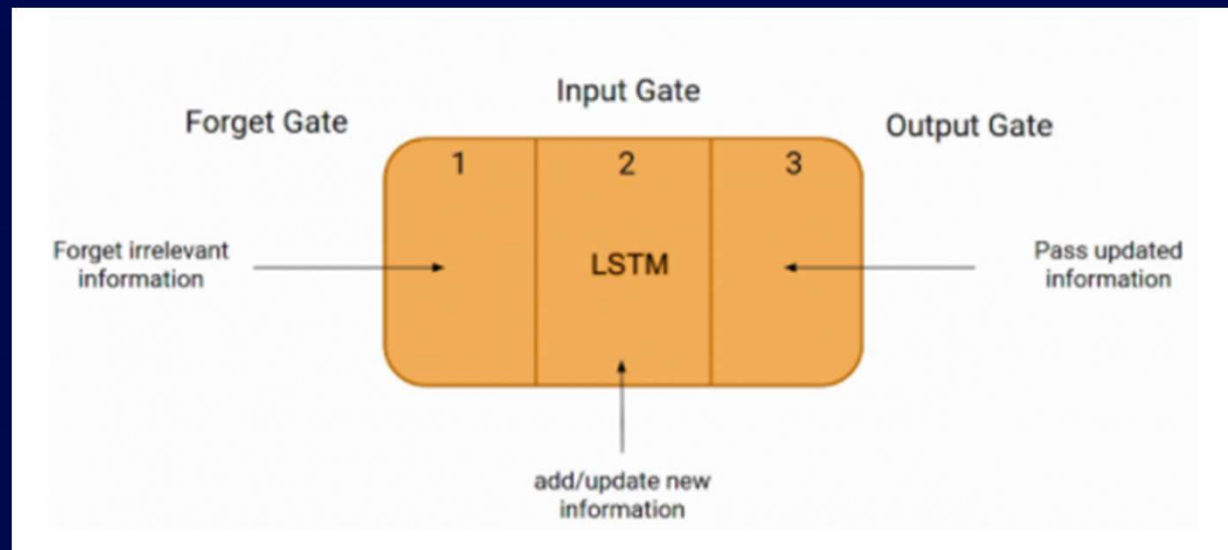 Input Gate
Forget Gate
Output Gate
1
2
3
LSTM
Forget irrelevant
information
Pass updated
information
add/update new
information